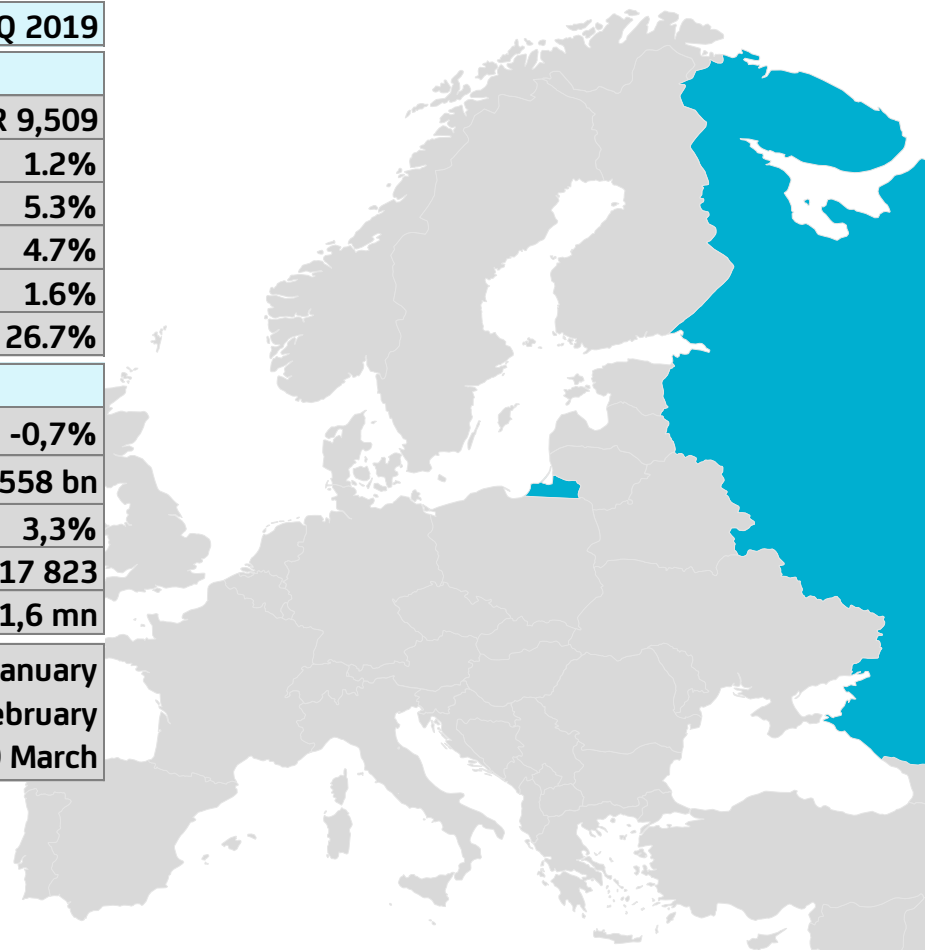 Q 2019
R 9,509
1.2%
5.3%
4.7%
1.6%
26.7%
-0,7%
558 bn
3,3%
17 823
1,6 mn
anuary
ebruary
March